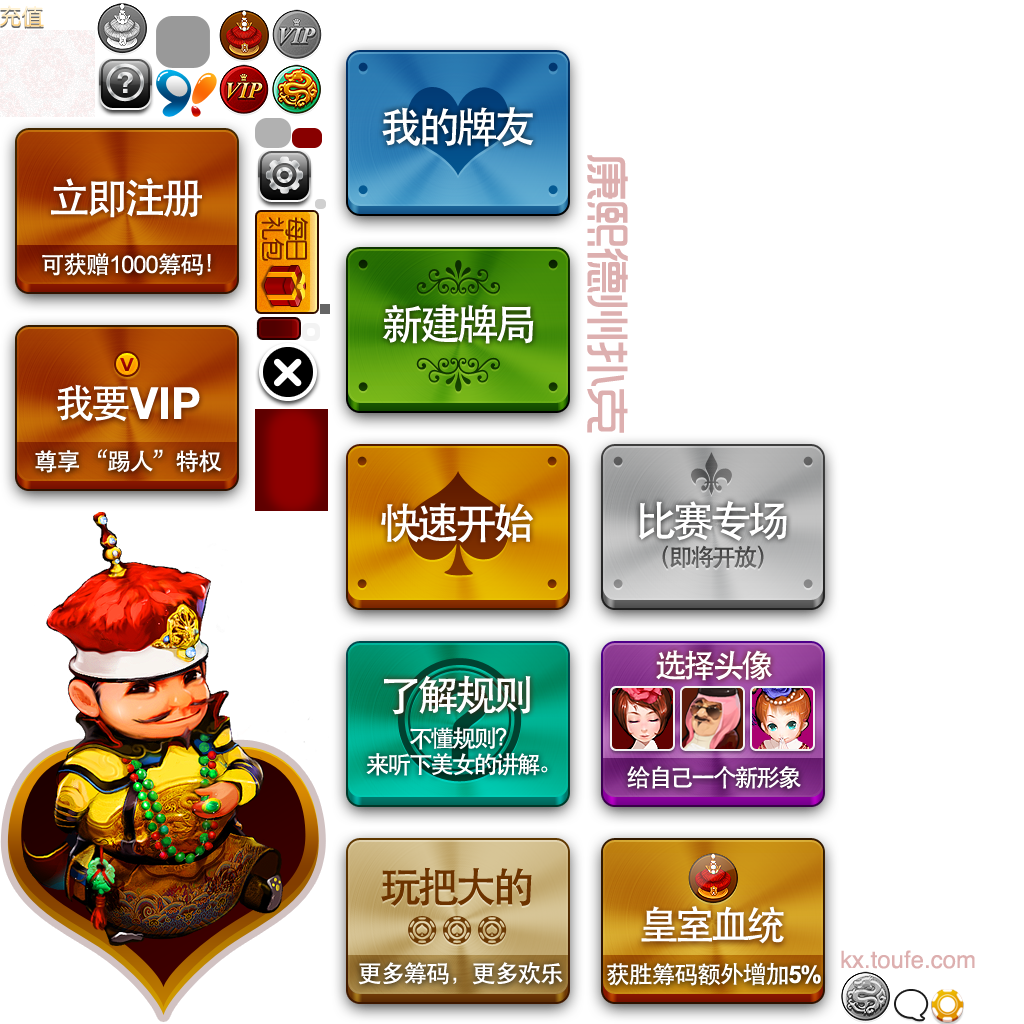 充值
VIP
?
91
VIP
立即注册
可获赠1000筹码!
每日
礼包
V
我要VIP
尊享 “踢人”特权
我的牌友
新建牌局
康熙德州扑克
快速开始
比赛专场
(即将开放)
了解规则
不懂规则?
来听下美女的讲解。
选择头像
给自己一个新形象
玩把大的
更多筹码，更多欢乐
皇室血统
获胜筹码额外增加5%
kx.toufe.com